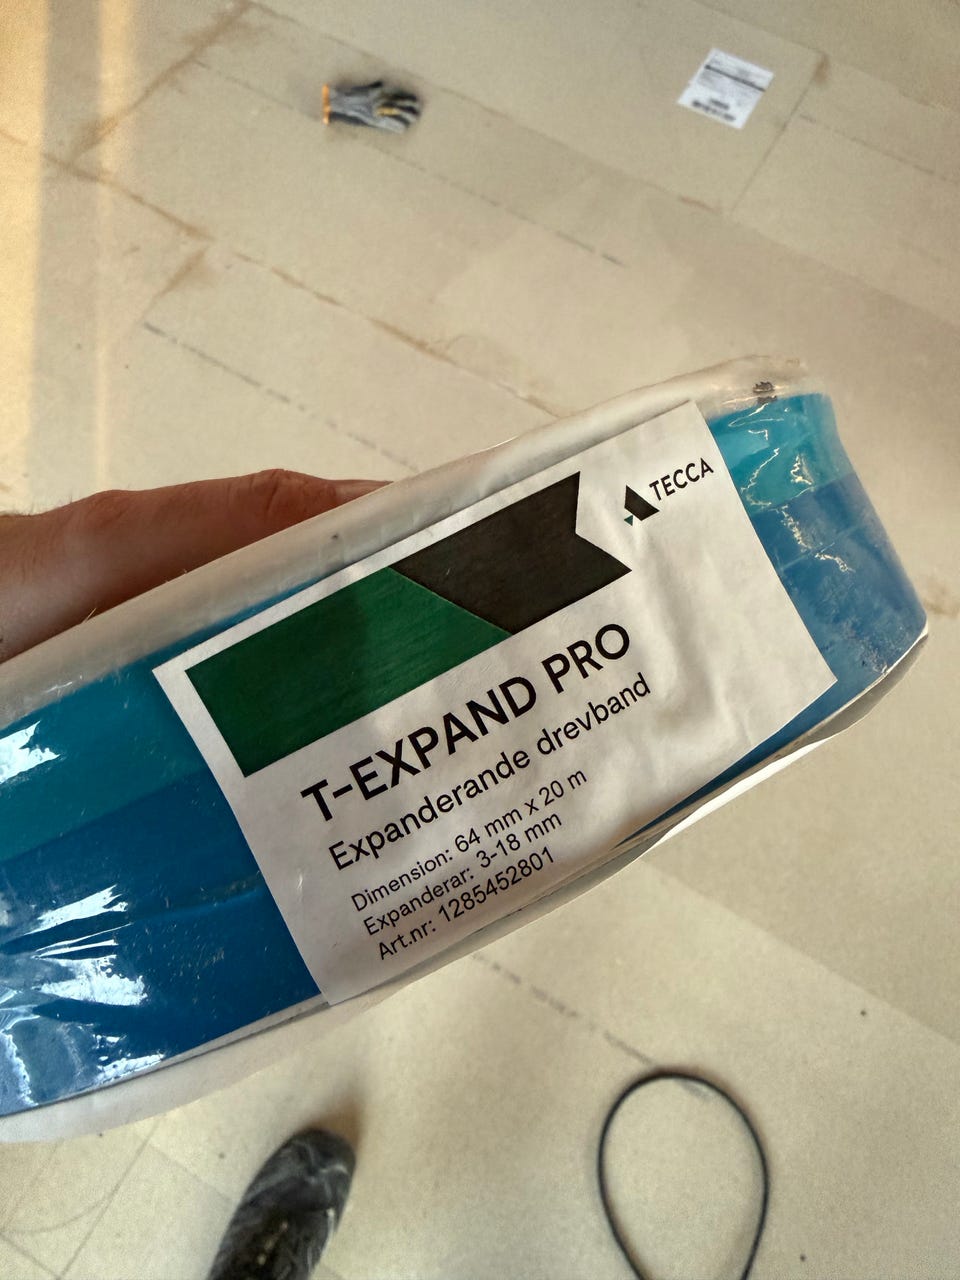 TECCA
T-EXPAND PRO
Expanderande drevband
Dimension: 64 mm x 20 m
Expanderar: 3-18 mm
Art.nr: 1285452801